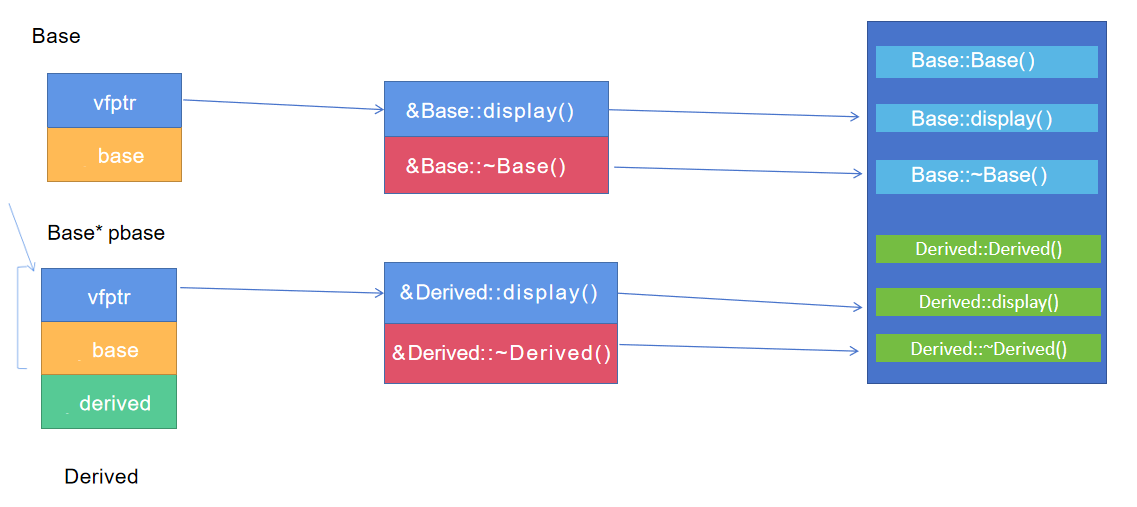 Base
vfptr
base
&Base::display()
&Base::~Base()
Base::Base()
Base::display()
Base::~Base()
Base* pbase
vfptr
base
derived
Derived
&Derived::display()
&Derived::~Derived()
Derived::Derived()
Derived::display()
Derived::~Derived()